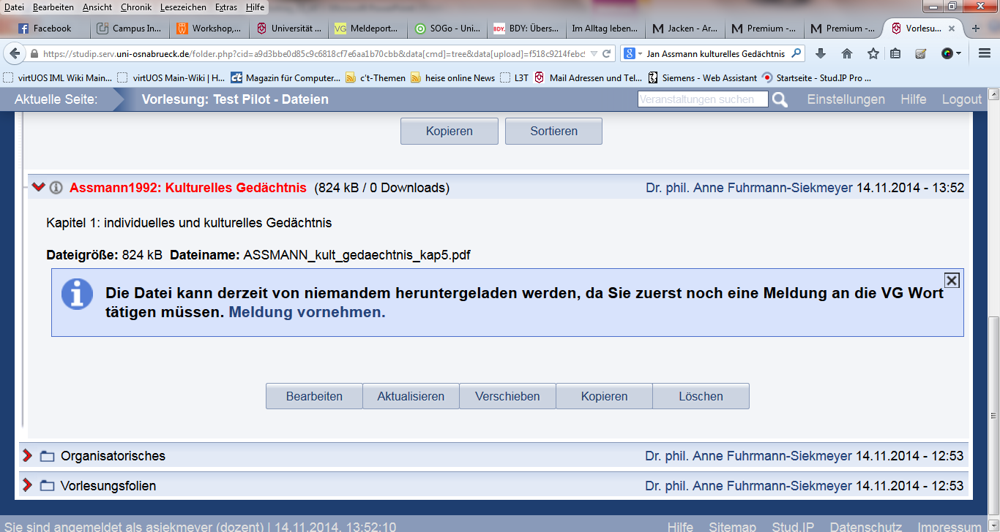 Datei Bearbeiten Ansicht Chronik Lesezeichen Extras Hilfe
Facebook Campus In... Workshop,... Universität ... Meldeport... SOGo - Uni... BDY: Übers... Im Alltag leben... Jacken - Ar... Premium -... Premium -... Vorlesu...
https://studip.serv.uni-osnabrueck.de/folder.php?cid=a9d3bbe0d85c9c6818cf7e6aa1b70cbb&data[cmd]=tree&data[upload]=f518c9214febc Jan Assmann kulturelles Gedächtnis
virtUOS IML Wiki Main... virtUOS Main-Wiki | H... Magazin für Computer... c't-Themen heise online News L3T Mail Adressen und Tel... Siemens - Web Assistant Startseite - Stud.IP Pro ...
Aktuelle Seite: Vorlesung: Test Pilot - Dateien Veranstaltungen suchen Einstellungen Hilfe Logout
Kopieren Sortieren
Assmann1992: Kulturelles Gedächtnis (824 kB / 0 Downloads) Dr. phil. Anne Fuhrmann-Siekmeyer 14.11.2014 - 13:52
Kapitel 1: individuelles und kulturelles Gedächtnis
Dateigröße: 824 kB Dateiname: ASSMANN_kult_gedaechtnis_kap5.pdf
Die Datei kann derzeit von niemandem heruntergeladen werden, da Sie zuerst noch eine Meldung an die VG Wort
tätigen müssen. Meldung vornehmen.
Bearbeiten Aktualisieren Verschieben Kopieren Löschen
Organisatorisches Dr. phil. Anne Fuhrmann-Siekmeyer 14.11.2014 - 12:53
Vorlesungsfolien Dr. phil. Anne Fuhrmann-Siekmeyer 14.11.2014 - 12:53
Sie sind angemeldet als asiekmeyer (dozent) | 14.11.2014, 13:52:10 Hilfe Sitemap Stud.IP Datenschutz Impressum